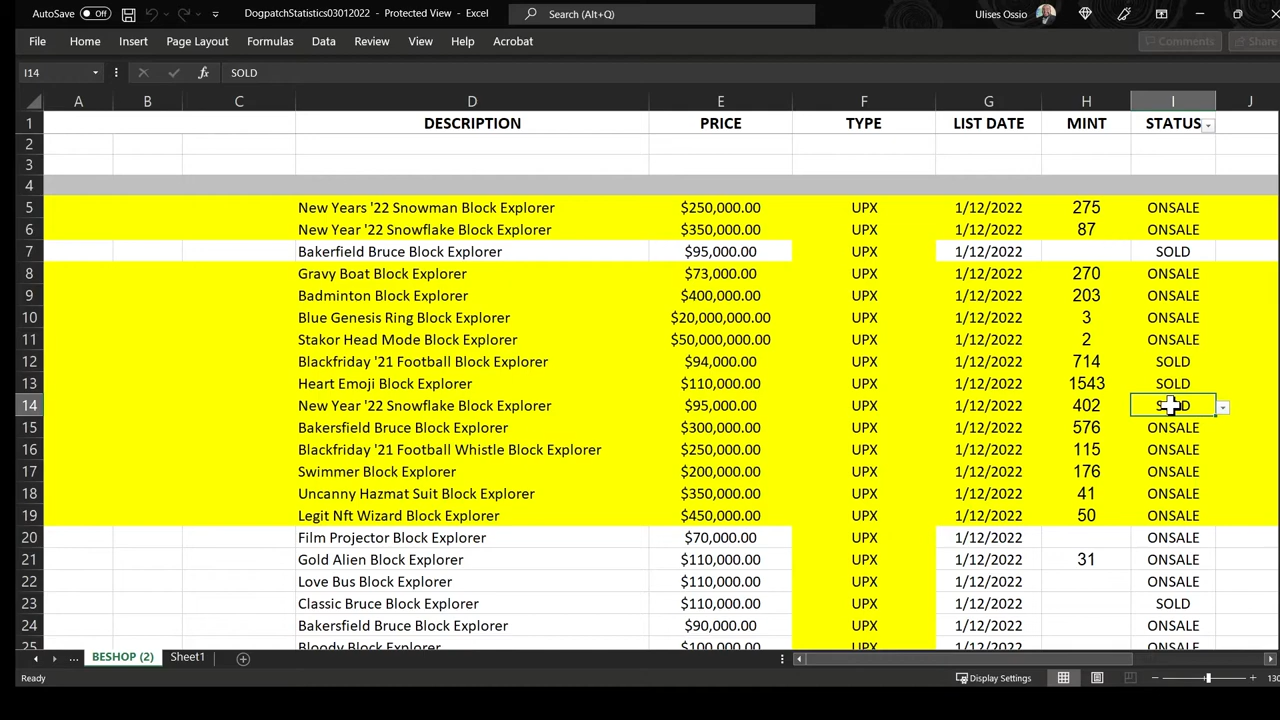 AutoSave Off DogpatchStatistics03012022 - Protected View - Excel Search (Alt+Q) Ulises Ossio
File Home Insert Page Layout Formulas Data Review View Help Acrobat Comments Share
I14 fx SOLD
A B C D E F G H I J
1 DESCRIPTION PRICE TYPE LIST DATE MINT STATUS
2
3
4
5 New Years '22 Snowman Block Explorer $250,000.00 UPX 1/12/2022 275 ONSALE
6 New Year '22 Snowflake Block Explorer $350,000.00 UPX 1/12/2022 87 ONSALE
7 Bakerfield Bruce Block Explorer $95,000.00 UPX 1/12/2022 SOLD
8 Gravy Boat Block Explorer $73,000.00 UPX 1/12/2022 270 ONSALE
9 Badminton Block Explorer $400,000.00 UPX 1/12/2022 203 ONSALE
10 Blue Genesis Ring Block Explorer $20,000,000.00 UPX 1/12/2022 3 ONSALE
11 Stakor Head Mode Block Explorer $50,000,000.00 UPX 1/12/2022 2 ONSALE
12 Blackfriday '21 Football Block Explorer $94,000.00 UPX 1/12/2022 714 SOLD
13 Heart Emoji Block Explorer $110,000.00 UPX 1/12/2022 1543 SOLD
14 New Year '22 Snowflake Block Explorer $95,000.00 UPX 1/12/2022 402 SOLD
15 Bakersfield Bruce Block Explorer $300,000.00 UPX 1/12/2022 576 ONSALE
16 Blackfriday '21 Football Whistle Block Explorer $250,000.00 UPX 1/12/2022 115 ONSALE
17 Swimmer Block Explorer $200,000.00 UPX 1/12/2022 176 ONSALE
18 Uncanny Hazmat Suit Block Explorer $350,000.00 UPX 1/12/2022 41 ONSALE
19 Legit Nft Wizard Block Explorer $450,000.00 UPX 1/12/2022 50 ONSALE
20 Film Projector Block Explorer $70,000.00 UPX 1/12/2022 ONSALE
21 Gold Alien Block Explorer $110,000.00 UPX 1/12/2022 31 ONSALE
22 Love Bus Block Explorer $110,000.00 UPX 1/12/2022 ONSALE
23 Classic Bruce Block Explorer $110,000.00 UPX 1/12/2022 SOLD
24 Bakersfield Bruce Block Explorer $90,000.00 UPX 1/12/2022 ONSALE
25 Bloody Block Explorer $100,000.00 UPX 1/12/2022 ONSALE
... BESHOP (2) Sheet1
Ready Display Settings 130